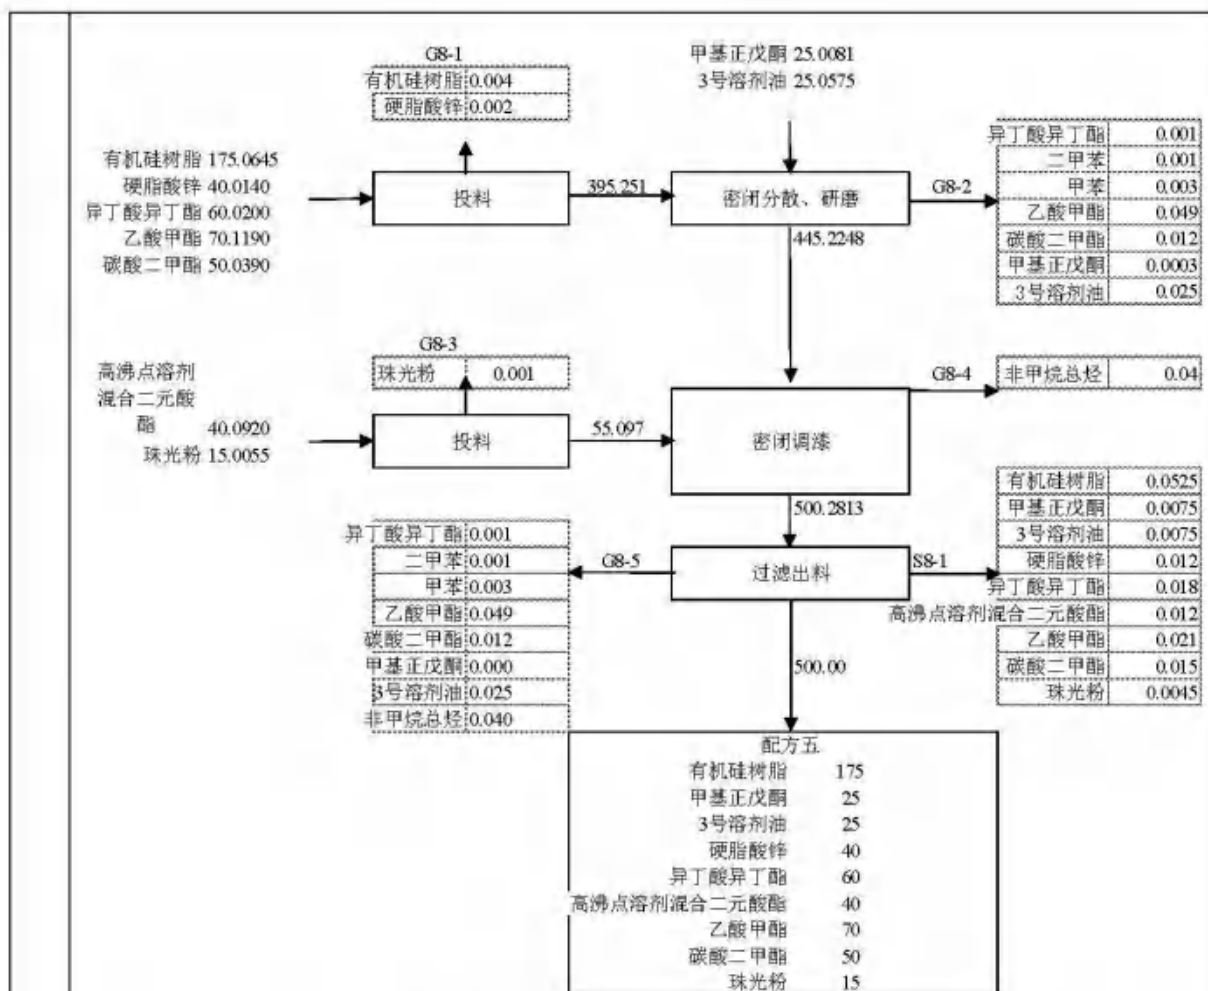 G8-1
有机硅树脂 0.004
硬脂酸锌 0.002
甲基正戊酮 25.0081
3号溶剂油 25.0575
有机硅树脂 175.0645
硬脂酸锌 40.0140
异丁酸异丁酯 60.0200
乙酸甲酯 70.1190
碳酸二甲酯 50.0390
投料
395.251
密闭分散、研磨
G8-2
异丁酸异丁酯 0.001
二甲苯 0.001
甲苯 0.003
乙酸甲酯 0.049
碳酸二甲酯 0.012
甲基正戊酮 0.0003
3号溶剂油 0.025
445.2248
G8-3
珠光粉 0.001
高沸点溶剂
混合二元酸
酯 40.0920
珠光粉 15.0055
投料
55.097
密闭调漆
G8-4
非甲烷总烃 0.04
500.2813
异丁酸异丁酯 0.001
二甲苯 0.001
甲苯 0.003
乙酸甲酯 0.049
碳酸二甲酯 0.012
甲基正戊酮 0.000
3号溶剂油 0.025
非甲烷总烃 0.040
G8-5
过滤出料
S8-1
有机硅树脂 0.0525
甲基正戊酮 0.0075
3号溶剂油 0.0075
硬脂酸锌 0.012
异丁酸异丁酯 0.018
高沸点溶剂混合二元酸酯 0.012
乙酸甲酯 0.021
碳酸二甲酯 0.015
珠光粉 0.0045
500.00
配方五
有机硅树脂 175
甲基正戊酮 25
3号溶剂油 25
硬脂酸锌 40
异丁酸异丁酯 60
高沸点溶剂混合二元酸酯 40
乙酸甲酯 70
碳酸二甲酯 50
珠光粉 15